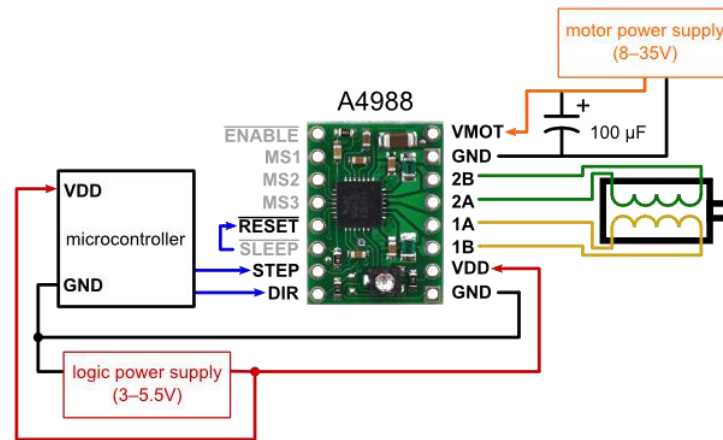 motor power supply
(8–35V)
A4988
+
100 µF
ENABLE
MS1
MS2
MS3
RESET
SLEEP
STEP
DIR
VMOT
GND
2B
2A
1A
1B
VDD
GND
VDD
microcontroller
GND
logic power supply
(3–5.5V)